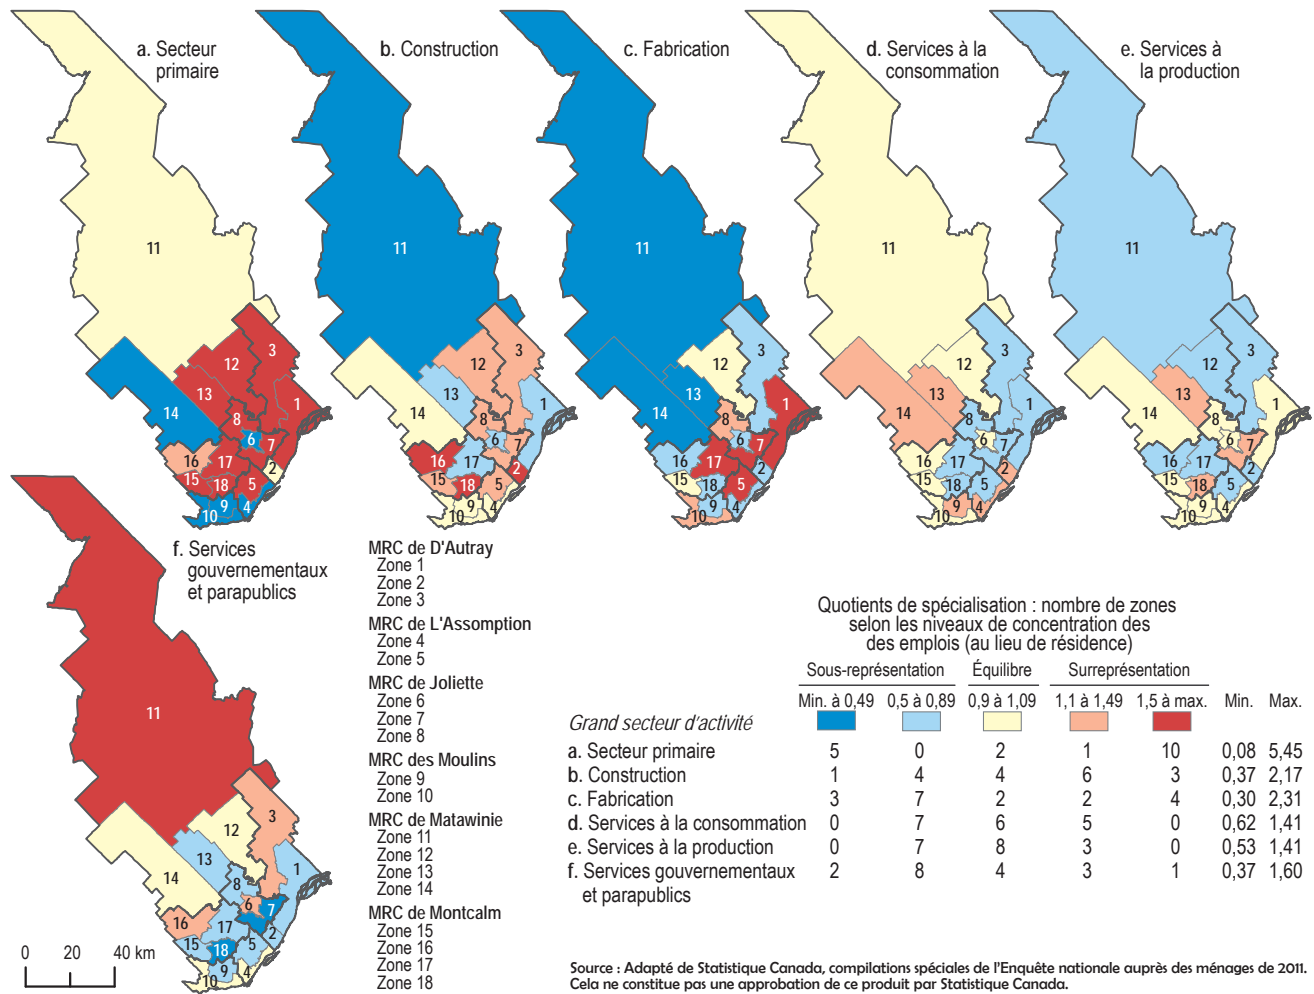 a. Secteur
primaire
b. Construction
c. Fabrication
d. Services à la
consommation
e. Services à
la production
11
12
3
13
1
14
8
6
7
16
17
2
15
18
5
9
4
10
11
12
3
13
1
14
8
6
7
16
17
2
15
18
5
9
4
10
11
12
3
13
1
14
8
6
7
16
17
2
15
18
5
9
4
10
11
12
3
13
1
14
8
6
7
16
17
2
15
18
5
9
4
10
11
12
3
13
1
14
8
6
7
16
17
2
15
18
5
9
4
10
f. Services
gouvernementaux
et parapublics
11
3
12
13
1
14
8
6
7
16
17
2
15
18
5
9
4
10
0 20 40 km
MRC de D'Autray
Zone 1
Zone 2
Zone 3
MRC de L'Assomption
Zone 4
Zone 5
MRC de Joliette
Zone 6
Zone 7
Zone 8
MRC des Moulins
Zone 9
Zone 10
MRC de Matawinie
Zone 11
Zone 12
Zone 13
Zone 14
MRC de Montcalm
Zone 15
Zone 16
Zone 17
Zone 18
Quotients de spécialisation : nombre de zones
selon les niveaux de concentration des
des emplois (au lieu de résidence)
Sous-représentation Équilibre Surreprésentation
Min. à 0,49 0,5 à 0,89 0,9 à 1,09 1,1 à 1,49 1,5 à max. Min. Max.
Grand secteur d'activité
a. Secteur primaire 5 0 2 1 10 0,08 5,45
b. Construction 1 4 4 6 3 0,37 2,17
c. Fabrication 3 7 2 2 4 0,30 2,31
d. Services à la consommation 0 7 6 5 0 0,62 1,41
e. Services à la production 0 7 8 3 0 0,53 1,41
f. Services gouvernementaux 2 8 4 3 1 0,37 1,60
et parapublics
Source : Adapté de Statistique Canada, compilations spéciales de l'Enquête nationale auprès des ménages de 2011.
Cela ne constitue pas une approbation de ce produit par Statistique Canada.